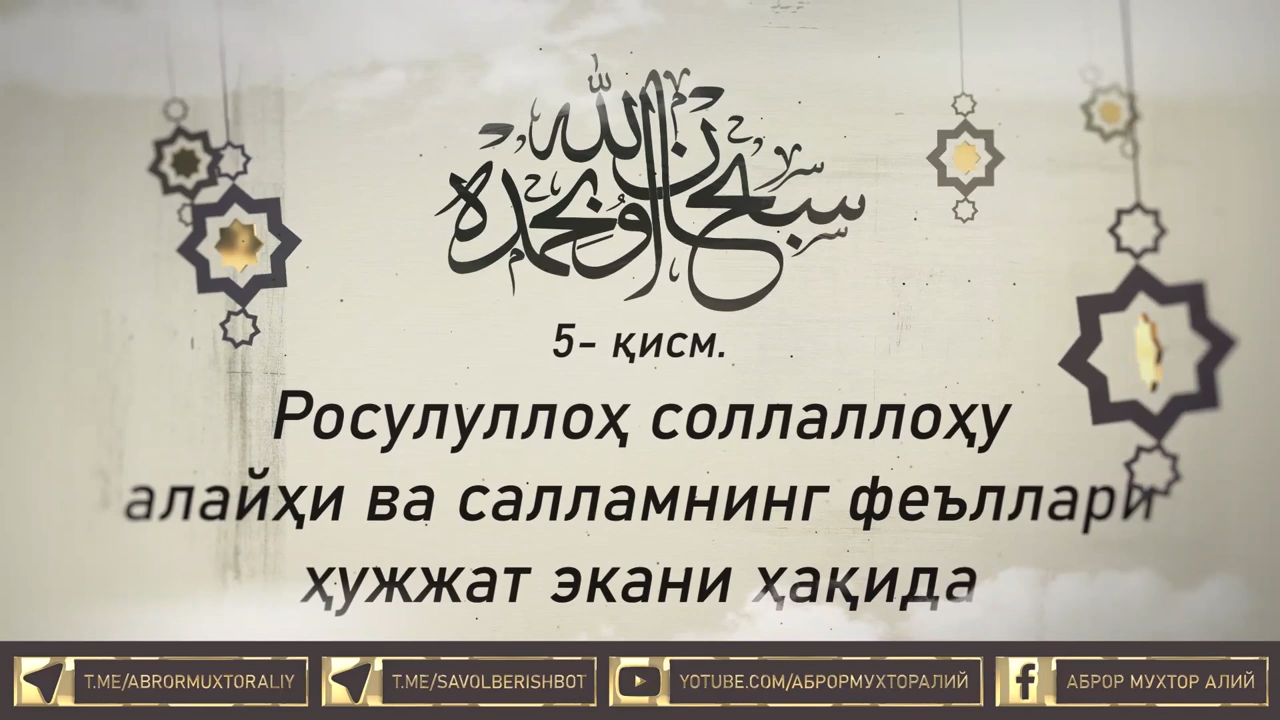 سبحان الله وبحمده
5- қисм.
Росулуллоҳ соллаллоҳу
алайҳи ва салламнинг феъллари
ҳужжат экани ҳақида
T.ME/ABRORMUXTORALIY
T.ME/SAVOLBERISHBOT
YOTUBE.COM/АБРОРМУХТОРАЛИЙ
АБРОР МУХТОР АЛИЙ